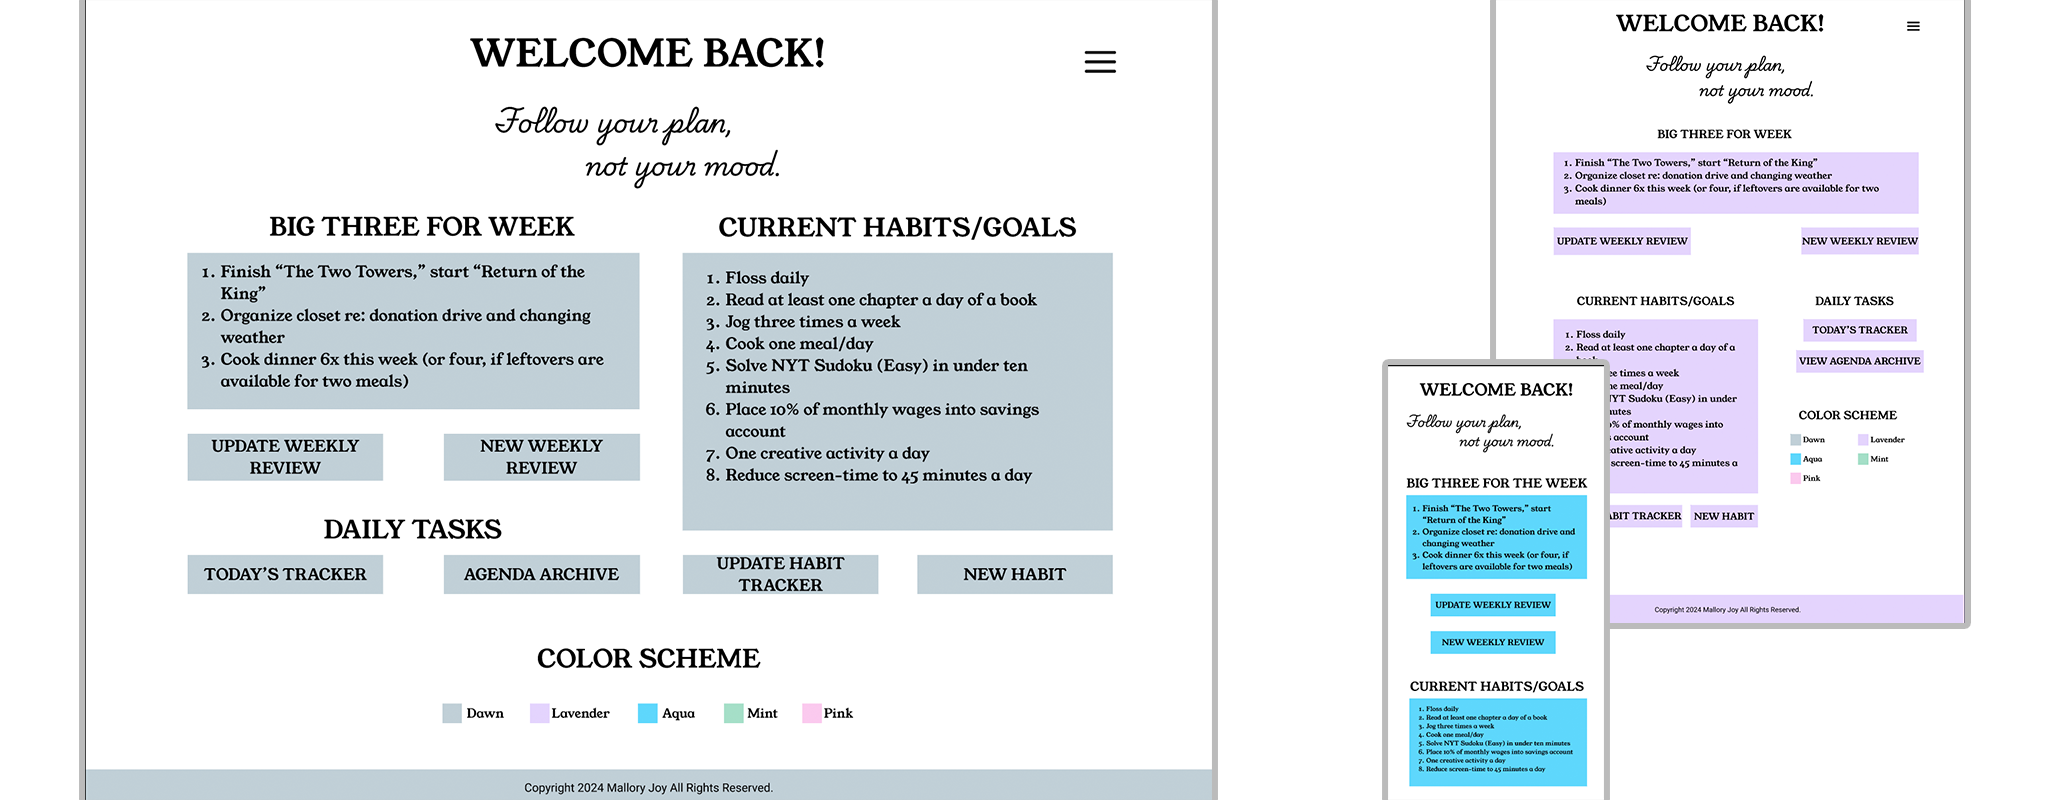 WELCOME BACK!
Follow your plan,
not your mood.
BIG THREE FOR WEEK
1. Finish “The Two Towers,” start “Return of the
King”
2. Organize closet re: donation drive and changing
weather
3. Cook dinner 6x this week (or four, if leftovers are
available for two meals)
UPDATE WEEKLY
REVIEW
NEW WEEKLY
REVIEW
DAILY TASKS
TODAY’S TRACKER
AGENDA ARCHIVE
CURRENT HABITS/GOALS
1. Floss daily
2. Read at least one chapter a day of a book
3. Jog three times a week
4. Cook one meal/day
5. Solve NYT Sudoku (Easy) in under ten
minutes
6. Place 10% of monthly wages into savings
account
7. One creative activity a day
8. Reduce screen-time to 45 minutes a day
UPDATE HABIT
TRACKER
NEW HABIT
COLOR SCHEME
Dawn
Lavender
Aqua
Mint
Pink
Copyright 2024 Mallory Joy All Rights Reserved.
WELCOME BACK!
Follow your plan,
not your mood.
BIG THREE FOR WEEK
1. Finish “The Two Towers,” start “Return of the King”
2. Organize closet re: donation drive and changing weather
3. Cook dinner 6x this week (or four, if leftovers are available for two
meals)
UPDATE WEEKLY REVIEW
NEW WEEKLY REVIEW
CURRENT HABITS/GOALS
1. Floss daily
2. Read at least one chapter a day of a
times a week
meal/day
NYT Sudoku (Easy) in under
of monthly wages into
account
activity a day
screen-time to 45 minutes a
TRACKER
NEW HABIT
DAILY TASKS
TODAY’S TRACKER
VIEW AGENDA ARCHIVE
COLOR SCHEME
Dawn
Lavender
Aqua
Mint
Pink
Copyright 2024 Mallory Joy All Rights Reserved.
WELCOME BACK!
Follow your plan,
not your mood.
BIG THREE FOR THE WEEK
1. Finish “The Two Towers,” start
“Return of the King”
2. Organize closet re: donation drive and
changing weather
3. Cook dinner 6x this week (or four, if
leftovers are available for two meals)
UPDATE WEEKLY REVIEW
NEW WEEKLY REVIEW
CURRENT HABITS/GOALS
1. Floss daily
2. Read at least one chapter a day of a book
3. Jog three times a week
4. Cook one meal/day
5. Solve NYT Sudoku (Easy) in under ten minutes
6. Place 10% of monthly wages into savings account
7. One creative activity a day
8. Reduce screen-time to 45 minutes a day